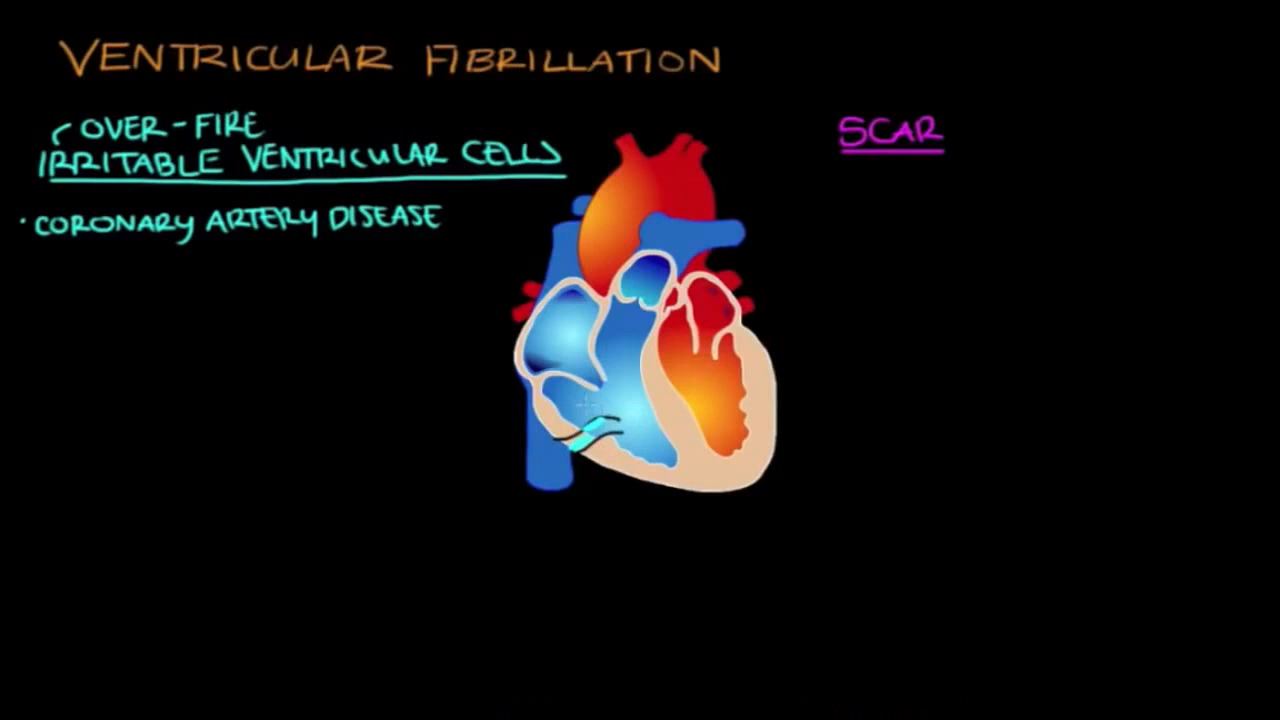 VENTRICULAR FIBRILLATION
OVER-FIRE
IRRITABLE VENTRICULAR CELLS
· CORONARY ARTERY DISEASE
SCAR